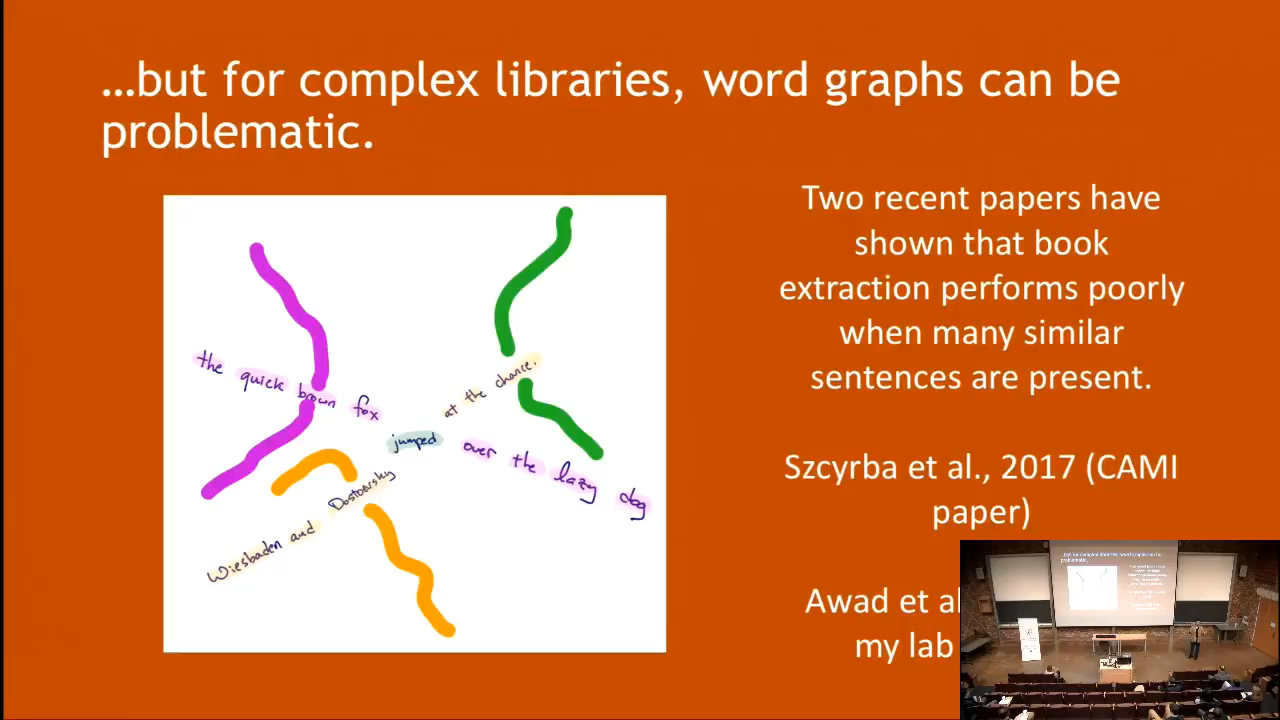 …but for complex libraries, word graphs can be
problematic.
Two recent papers have
shown that book
extraction performs poorly
when many similar
sentences are present.
Szcyrba et al., 2017 (CAMI
paper)
Awad et al
my lab
the quick brown fox
jumped
over the lazy dog
at the chance.
Wiesbaden and Dostoevsky